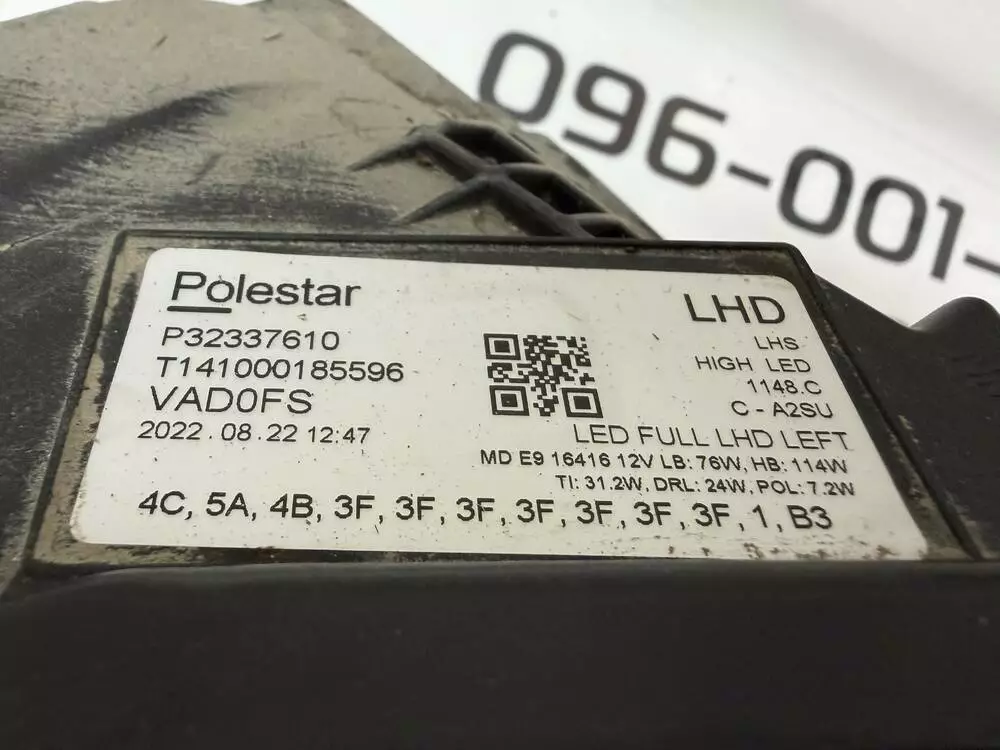 096-001-
Polestar
LHD
P32337610
LHS
T141000185596
HIGH LED
VAD0FS
1148.C
2022.08.22 12:47
C - A2SU
LED FULL LHD LEFT
MD E9 16416 12V LB: 76W, HB: 114W
TI: 31.2W, DRL: 24W, POL: 7.2W
4C, 5A, 4B, 3F, 3F, 3F, 3F, 3F, 3F, 3F, 1, B3